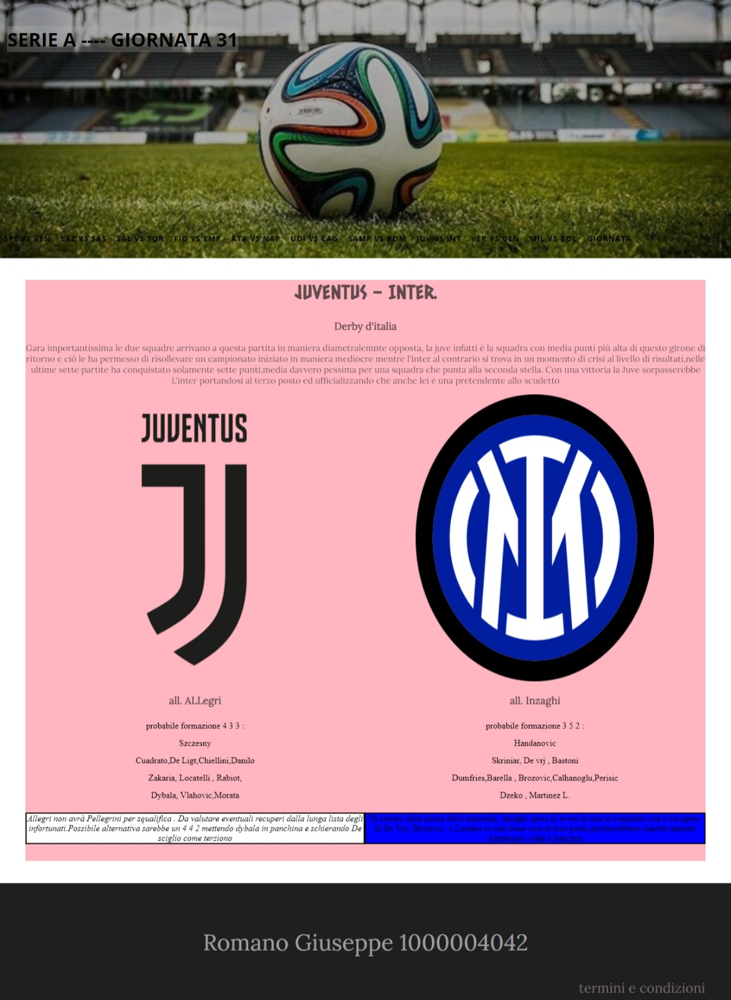 SERIE A ---- GIORNATA 31
SPE VS VEN LAZ VS SAS SAL VS TOR FIO VS EMP ATA VS NAP UDI VS CAG SAMP VS ROM JUV VS INT VER VS GEN MIL VS BOL GIORNATA
JUVENTUS - INTER.
Derby d'italia
Gara importantissima le due squadre arrivano a questa partita in maniera diametralemnte opposta, la juve infatti è la squadra con media punti più alta di questo girone di
ritorno e ciò le ha permesso di risollevare un campionato iniziato in maniera mediocre mentre l'inter al contrario si trova in un momento di crisi al livello di risultati,nelle
ultime sette partite ha conquistato solamente sette punti,media davvero pessima per una squadra che punta alla seconda stella. Con una vittoria la Juve sorpasserebbe
L'inter portandosi al terzo posto ed ufficializzando che anche lei è una pretendente allo scudetto
JUVENTUS
all. ALLegri
probabile formazione 4 3 3 :
Szczesny
Cuadrato,De Ligt,Chiellini,Danilo
Zakaria, Locatelli , Rabiot,
Dybala, Vlahovic,Morata
Allegri non avrà Pellegrini per squalifica . Da valutare eventuali recuperi dalla lunga lista degli
infortunati.Possibile alternativa sarebbe un 4 4 2 mettendo dybala in panchina e schierando De
sciglio come terziono
all. Inzaghi
probabile formazione 3 5 2 :
Handanovic
Skriniar, De vrj , Bastoni
Dumfries,Barella , Brozovic,Calhanoglu,Perisic
Dzeko , Martinez L.
Di rientro dalla pausa delle nazionali, Inzaghi spera di avere la rosa al completo con il recupero
di De Vrij, Brozovic, e Lautaro se non fosse così al loro posto giocherebbero rispettivamente
d'ambrosio vidal e Sanchez
Romano Giuseppe 1000004042
termini e condizioni